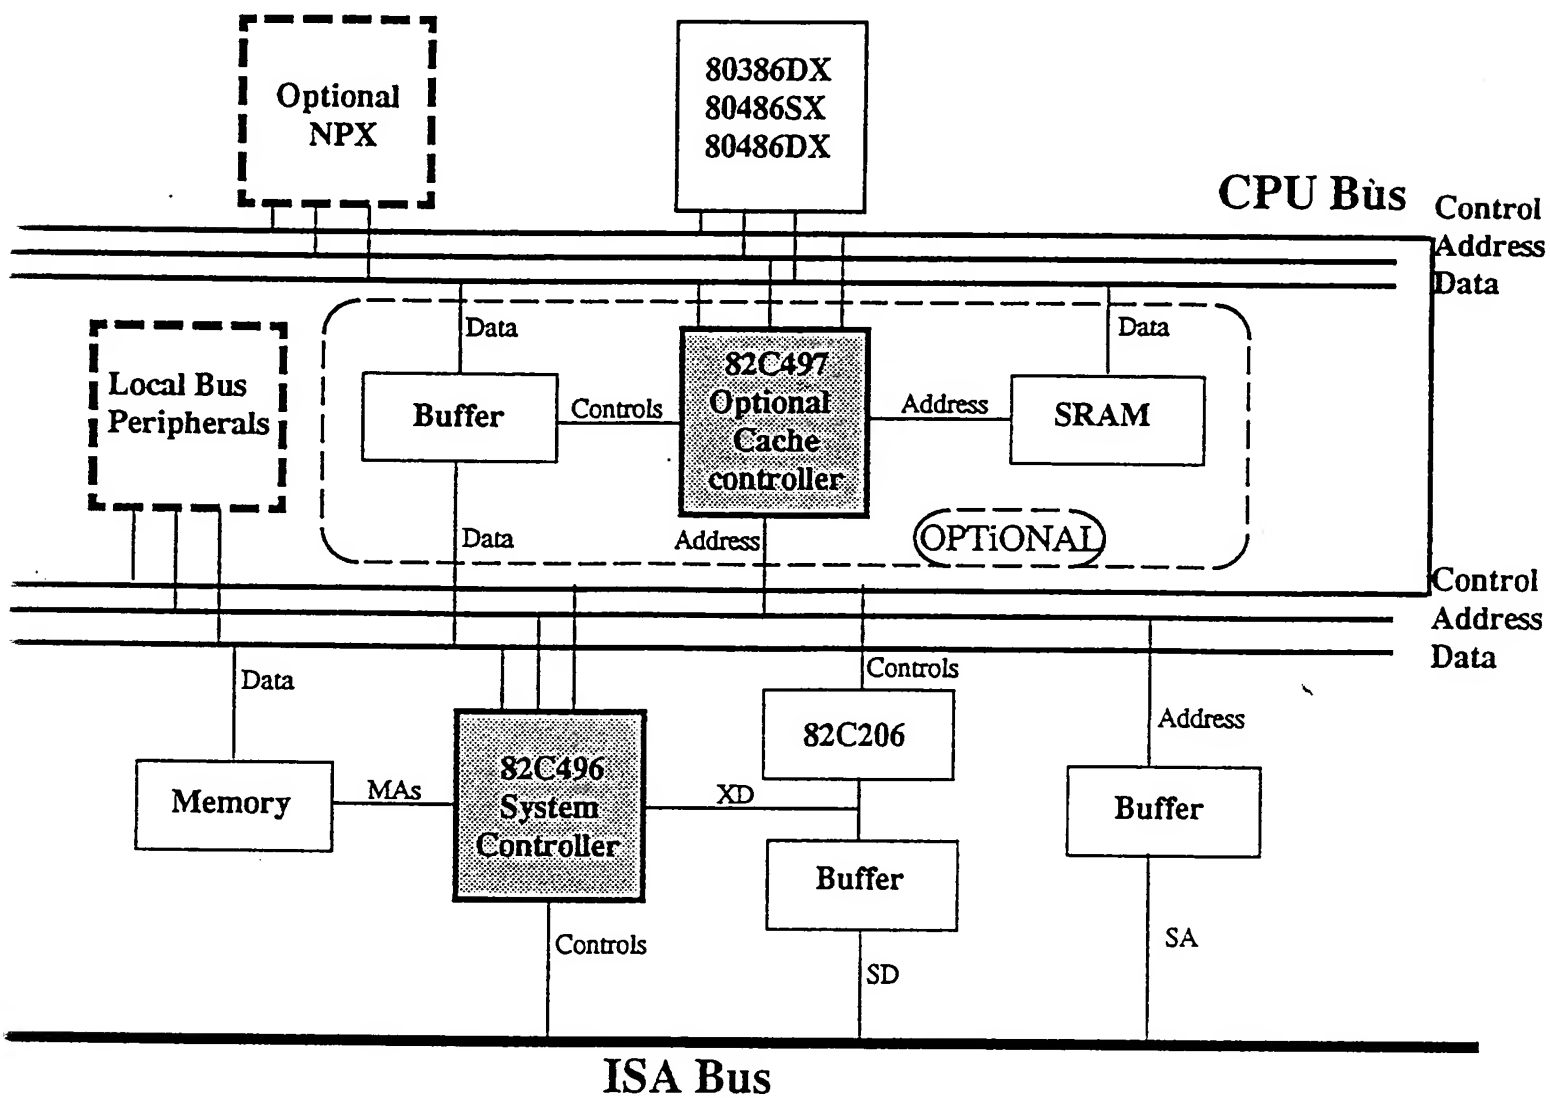 Optional
NPX
80386DX
80486SX
80486DX
CPU Bus
Control
Address
Data
Local Bus
Peripherals
Data
Buffer
Controls
82C497
Optional
Cache
controller
Address
Data
SRAM
Data
Address
OPTiONAL
Control
Address
Data
Data
Memory
MAs
82C496
System
Controller
XD
Controls
82C206
Buffer
Address
Buffer
Controls
SD
SA
ISA Bus